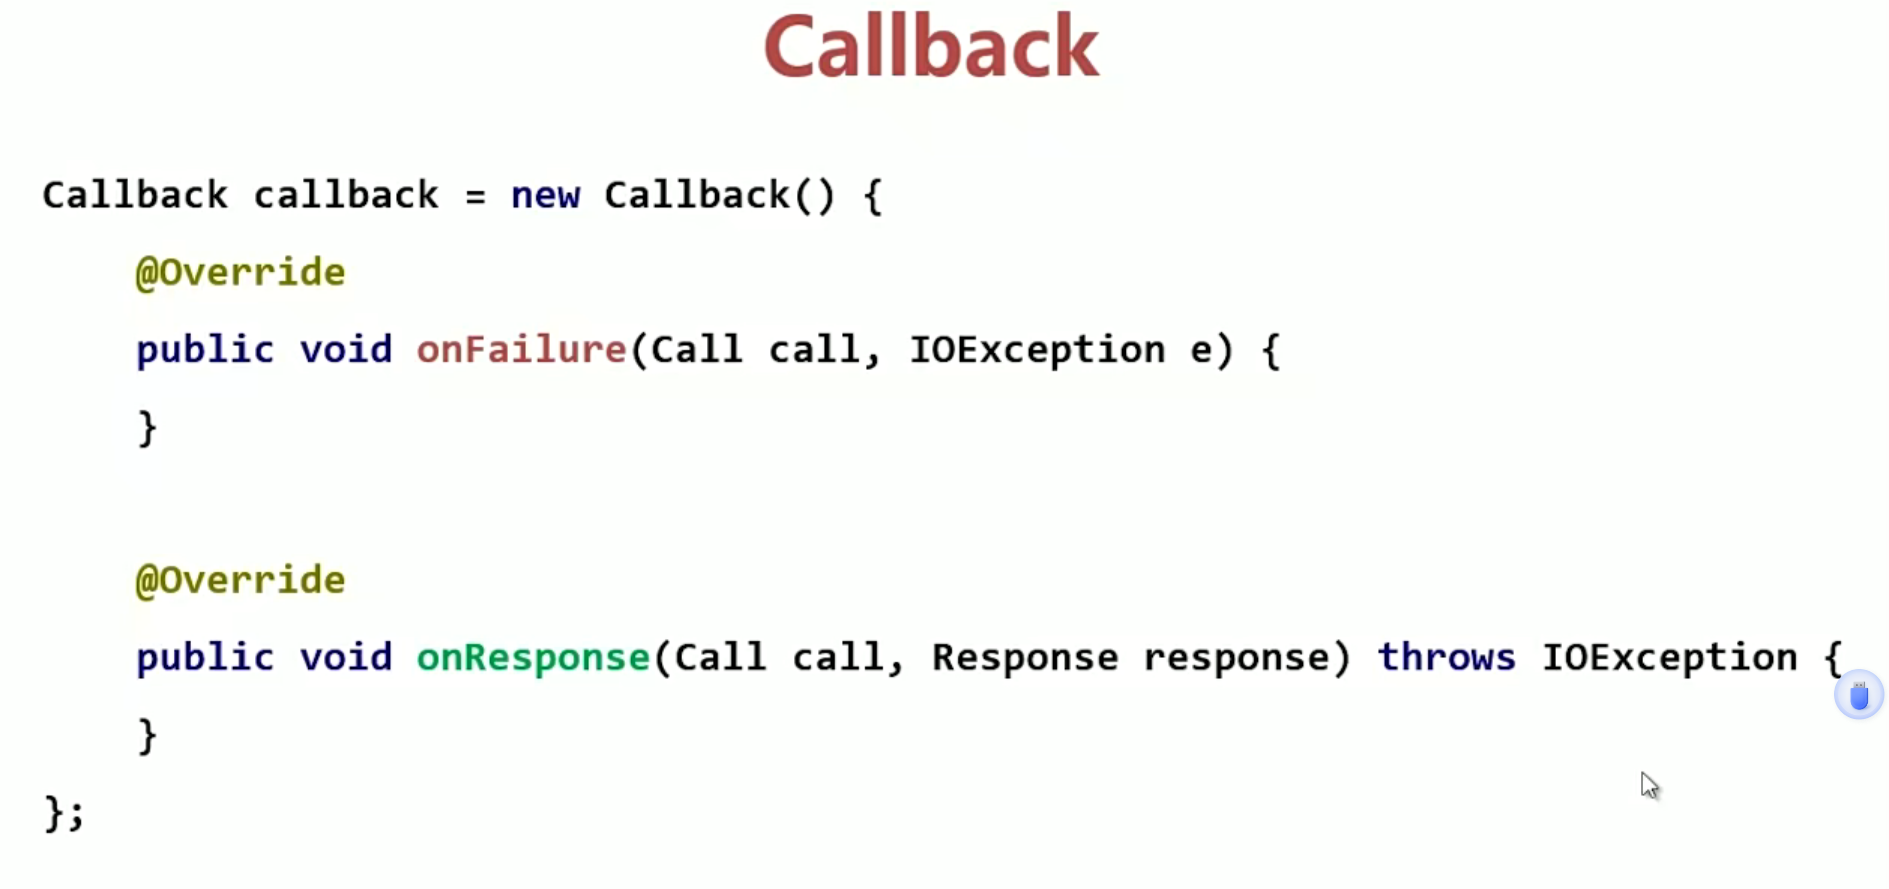 Callback
Callback callback = new Callback() {
@Override
public void onFailure(Call call, IOException e) {
}
@Override
public void onResponse(Call call, Response response) throws IOException {
}
};